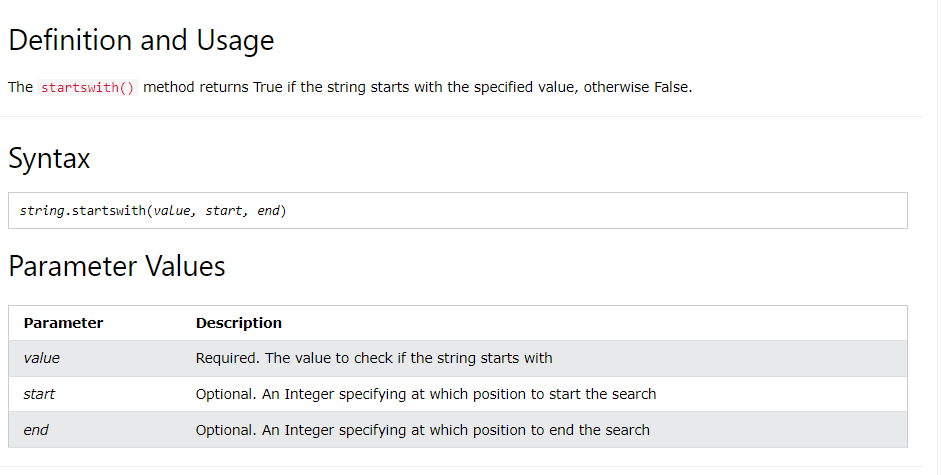 Definition and Usage
The startswith() method returns True if the string starts with the specified value, otherwise False.
Syntax
string.startswith(value, start, end)
Parameter Values
Parameter Description
value Required. The value to check if the string starts with
start Optional. An Integer specifying at which position to start the search
end Optional. An Integer specifying at which position to end the search